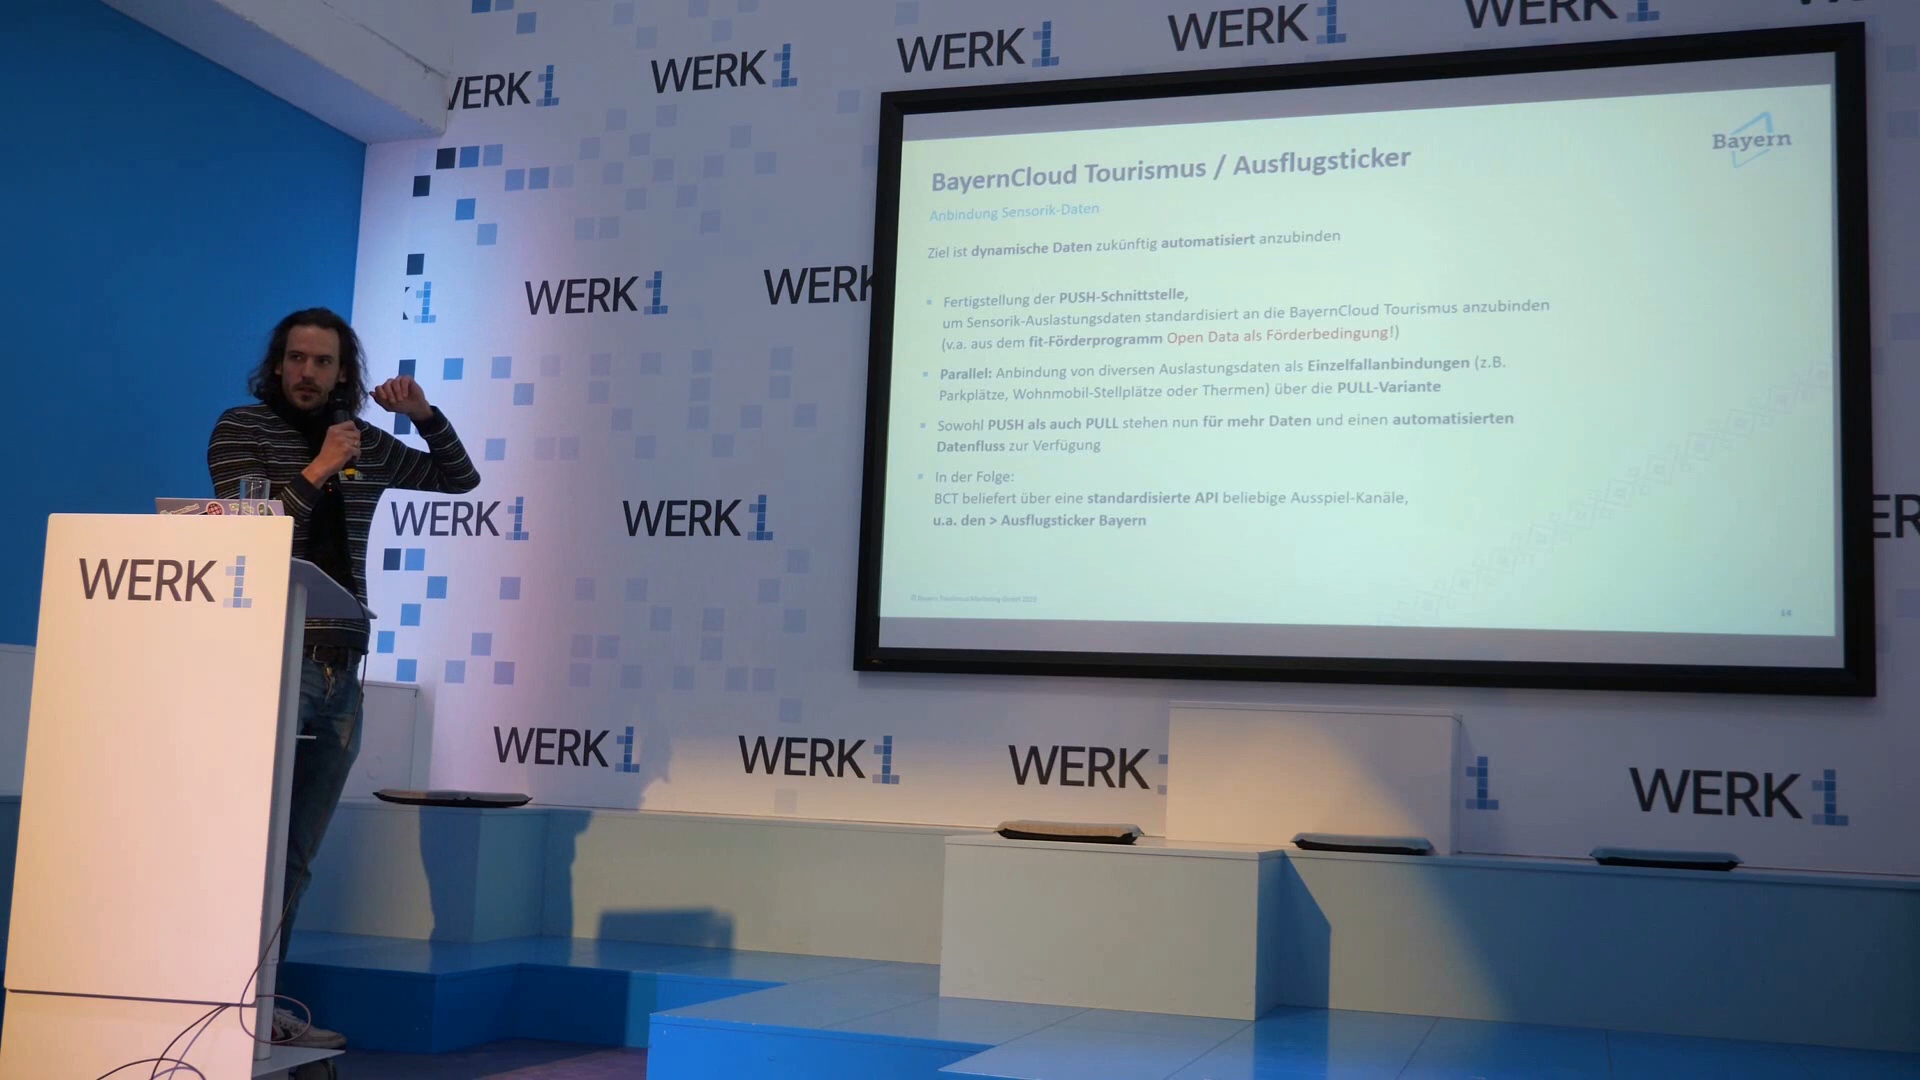 WERK1
WERK1
WERK1
WERK1
WERK
WERK1
WERK
WERK1
WERK1
WERK1
WERK1
WERK1
WERK
WERK1
BayernCloud Tourismus / Ausflugsticker
Bayern
Anbindung Sensorik-Daten
Ziel ist dynamische Daten zukünftig automatisiert anzubinden
▪ Fertigstellung der PUSH-Schnittstelle,
um Sensorik-Auslastungsdaten standardisiert an die BayernCloud Tourismus anzubinden
(v.a. aus dem fit-Förderprogramm Open Data als Förderbedingung!)
▪ Parallel: Anbindung von diversen Auslastungsdaten als Einzelfallanbindungen (z.B.
Parkplätze, Wohnmobil-Stellplätze oder Thermen) über die PULL-Variante
▪ Sowohl PUSH als auch PULL stehen nun für mehr Daten und einen automatisierten
Datenfluss zur Verfügung
▪ In der Folge:
BCT beliefert über eine standardisierte API beliebige Ausspiel-Kanäle,
u.a. den > Ausflugsticker Bayern
14